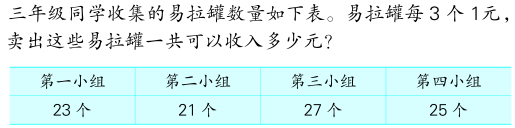 三年级同学收集的易拉罐数量如下表。易拉罐每3个1元，
卖出这些易拉罐一共可以收入多少元？
第一小组 第二小组 第三小组 第四小组
23个 21个 27个 25个